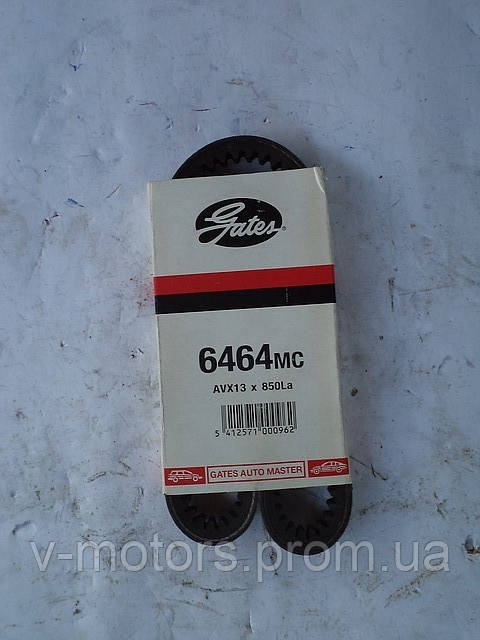 Gates
6464MC
AVX13 x 850La
5 412571 000962
GATES AUTO MASTER
v-motors.prom.ua